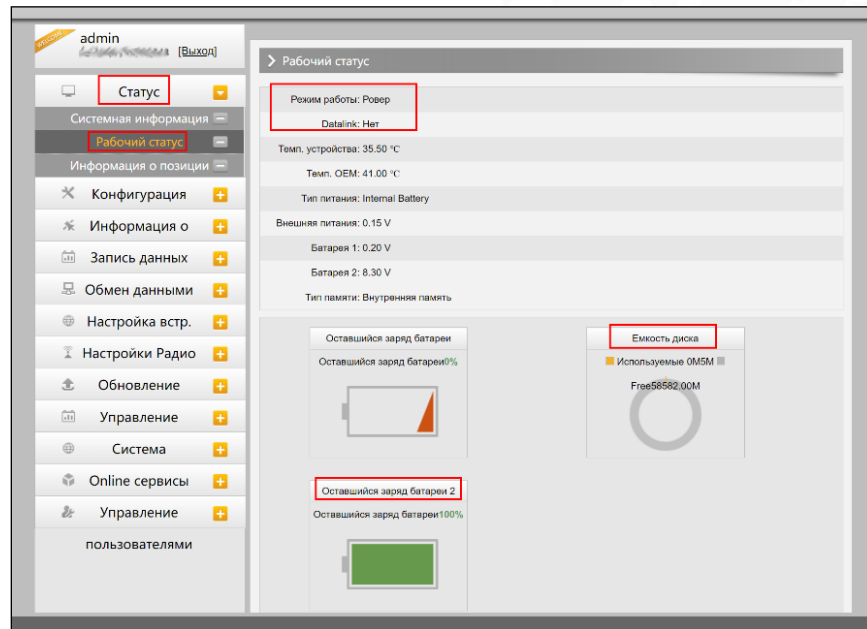 WELCOME
admin
[Выход]
Статус
Системная информация
Рабочий статус
Информация о позиции
Конфигурация
Информация о
Запись данных
Обмен данными
Настройка встр.
Настройки Радио
Обновление
Управление
Система
Online сервисы
Управление
пользователями
Рабочий статус
Режим работы: Ровер
Datalink: Нет
Темп. устройства: 35.50 °C
Темп. OEM: 41.00 °C
Тип питания: Internal Battery
Внешняя питания: 0.15 V
Батарея 1: 0.20 V
Батарея 2: 8.30 V
Тип памяти: Внутренняя память
Оставшийся заряд батареи
Оставшийся заряд батареи0%
Емкость диска
Используемые 0M5M
Free58582.00M
Оставшийся заряд батареи 2
Оставшийся заряд батареи100%